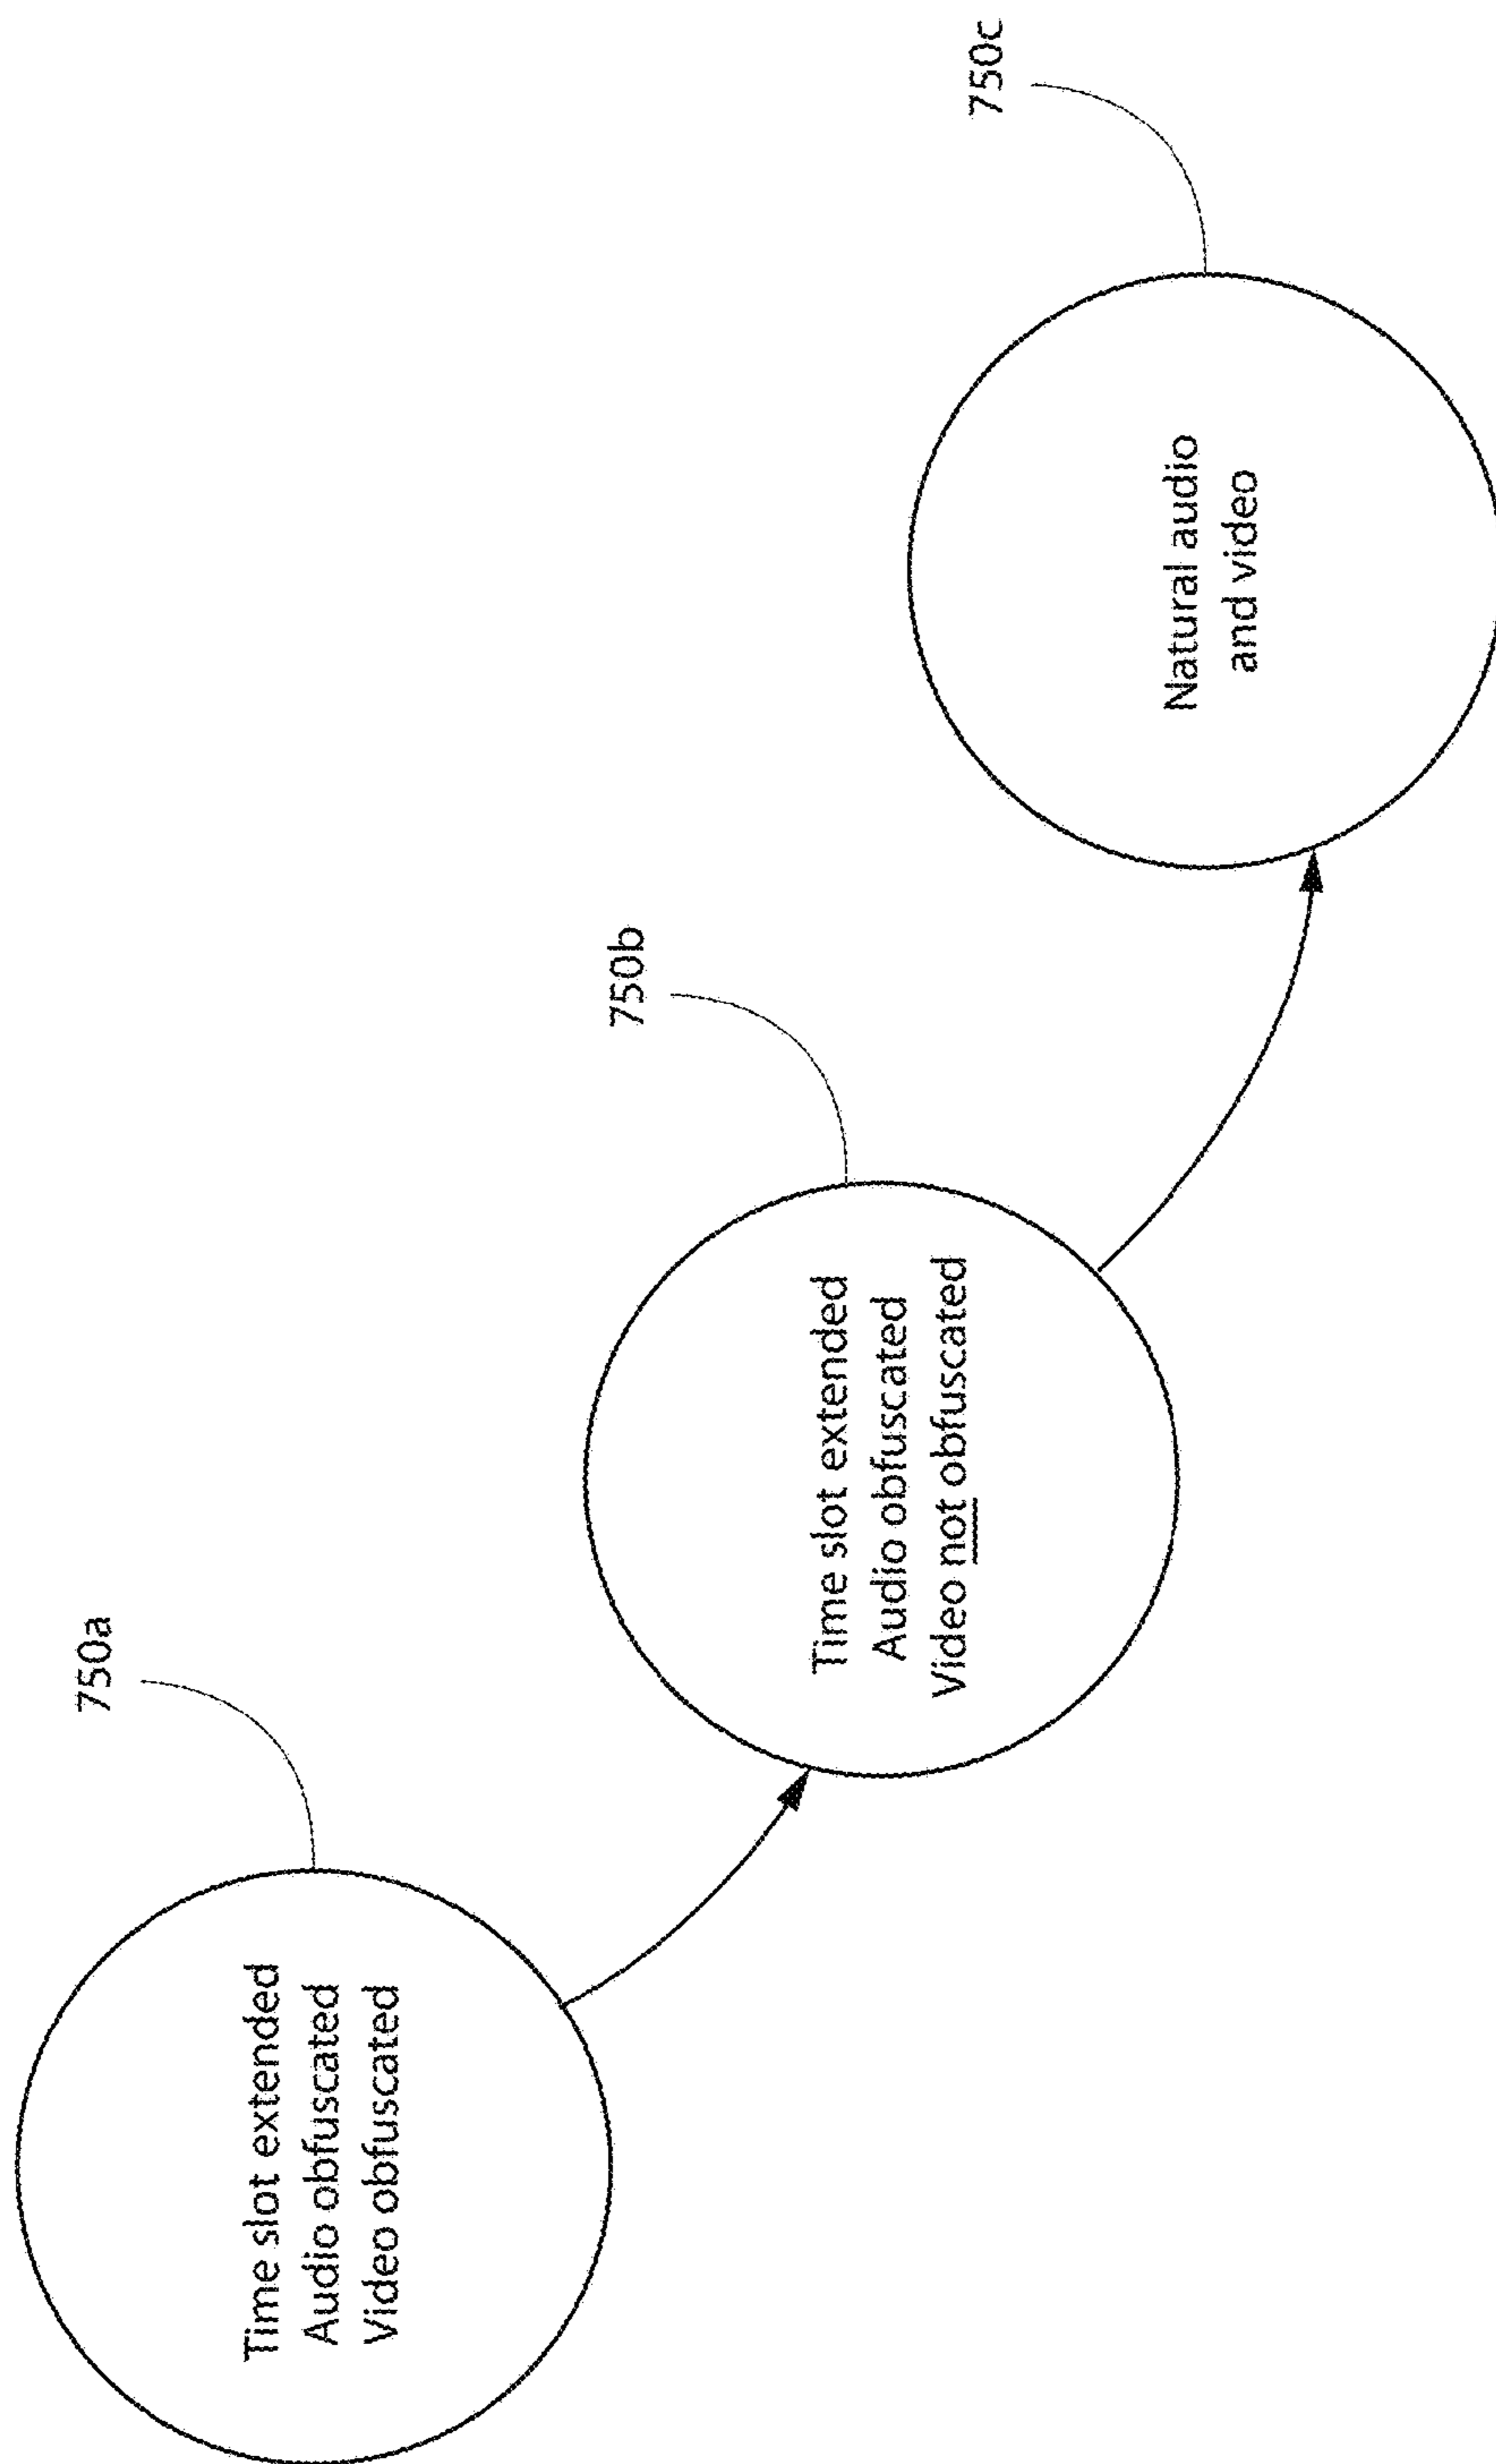 750a
Time slot extended
Audio obfuscated
Video obfuscated
750b
Time slot extended
Audio obfuscated
Video not obfuscated
750c
Natural audio
and video